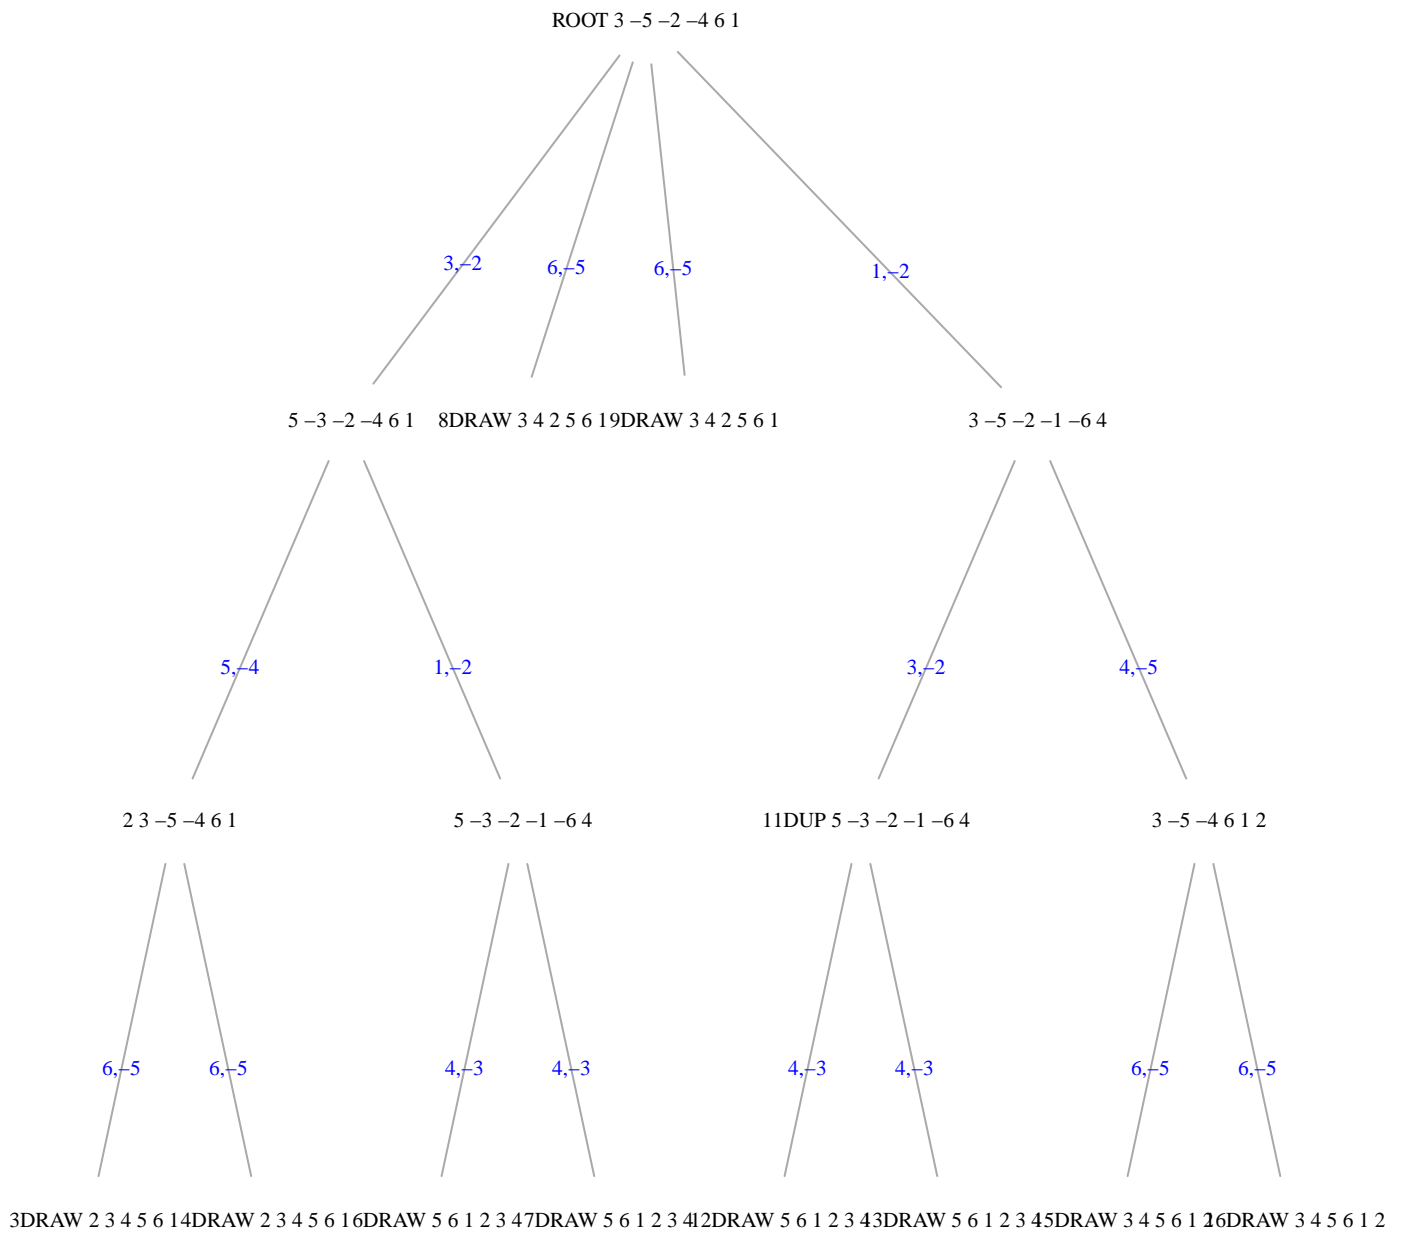 ROOT 3 –5 –2 –4 6 1
3,–2 6,–5 6,–5 1,–2
5 –3 –2 –4 6 1 8DRAW 3 4 2 5 6 1 9DRAW 3 4 2 5 6 1 3 –5 –2 –1 –6 4
5,–4 1,–2 3,–2 4,–5
2 3 –5 –4 6 1 5 –3 –2 –1 –6 4 11DUP 5 –3 –2 –1 –6 4 3 –5 –4 6 1 2
6,–5 6,–5 4,–3 4,–3 4,–3 4,–3 6,–5 6,–5
3DRAW 2 3 4 5 6 1 4DRAW 2 3 4 5 6 1 6DRAW 5 6 1 2 3 4 7DRAW 5 6 1 2 3 4 12DRAW 5 6 1 2 3 4 13DRAW 5 6 1 2 3 4 15DRAW 3 4 5 6 1 2 16DRAW 3 4 5 6 1 2